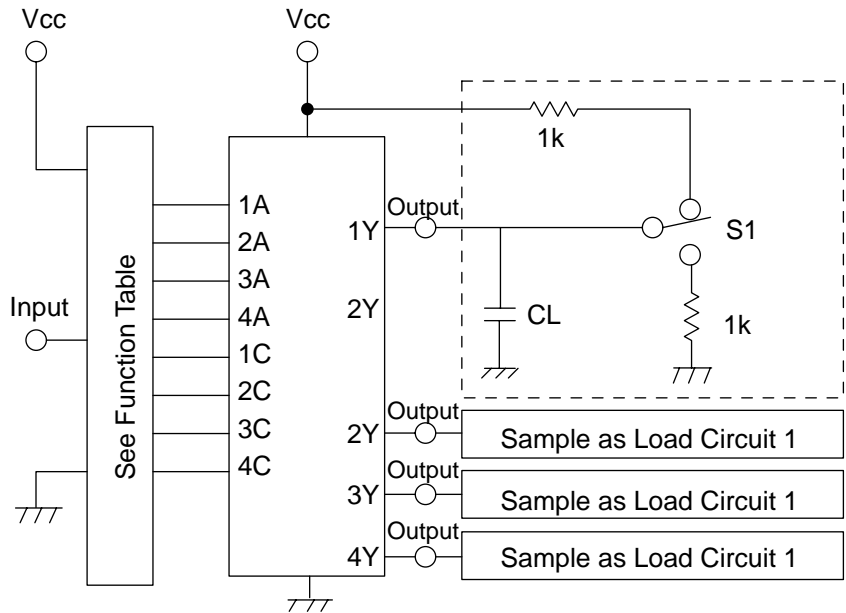 Vcc
Vcc
1k
1A
2A
3A
4A
1C
2C
3C
4C
Input
See Function Table
1Y
Output
2Y
CL
S1
1k
2Y
Output
Sample as Load Circuit 1
3Y
Output
Sample as Load Circuit 1
4Y
Output
Sample as Load Circuit 1